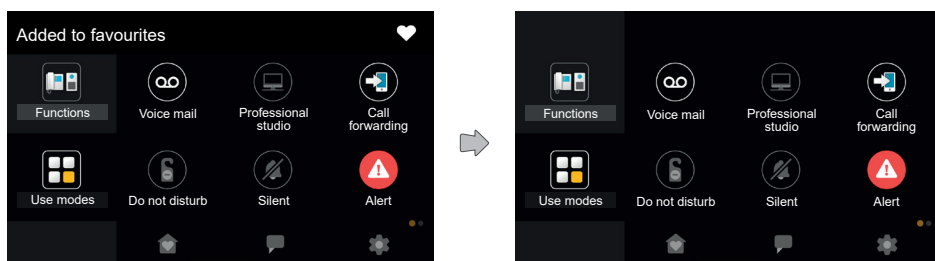 Added to favourites
Functions
Voice mail
Professional
studio
Call
forwarding
Use modes
Do not disturb
Silent
Alert
Functions
Voice mail
Professional
studio
Call
forwarding
Use modes
Do not disturb
Silent
Alert